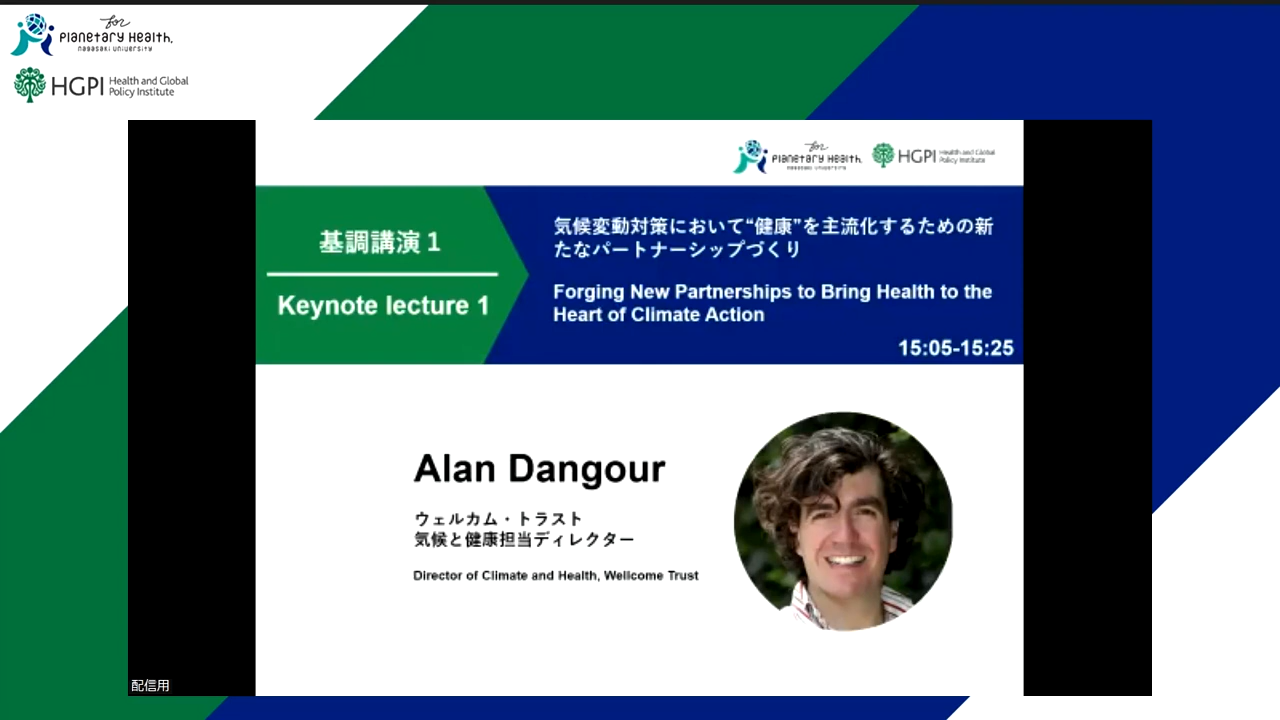 for
Planetary Health,
NAGASAKI UNIVERSITY
HGPI Health and Global
Policy Institute
for
Planetary Health,
NAGASAKI UNIVERSITY
HGPI Health and Global
Policy Institute
基調講演1
Keynote lecture 1
気候変動対策において“健康”を主流化するための新
たなパートナーシップづくり
Forging New Partnerships to Bring Health to the
Heart of Climate Action
15:05-15:25
Alan Dangour
ウェルカム・トラスト
気候と健康担当ディレクター
Director of Climate and Health, Wellcome Trust
配信用